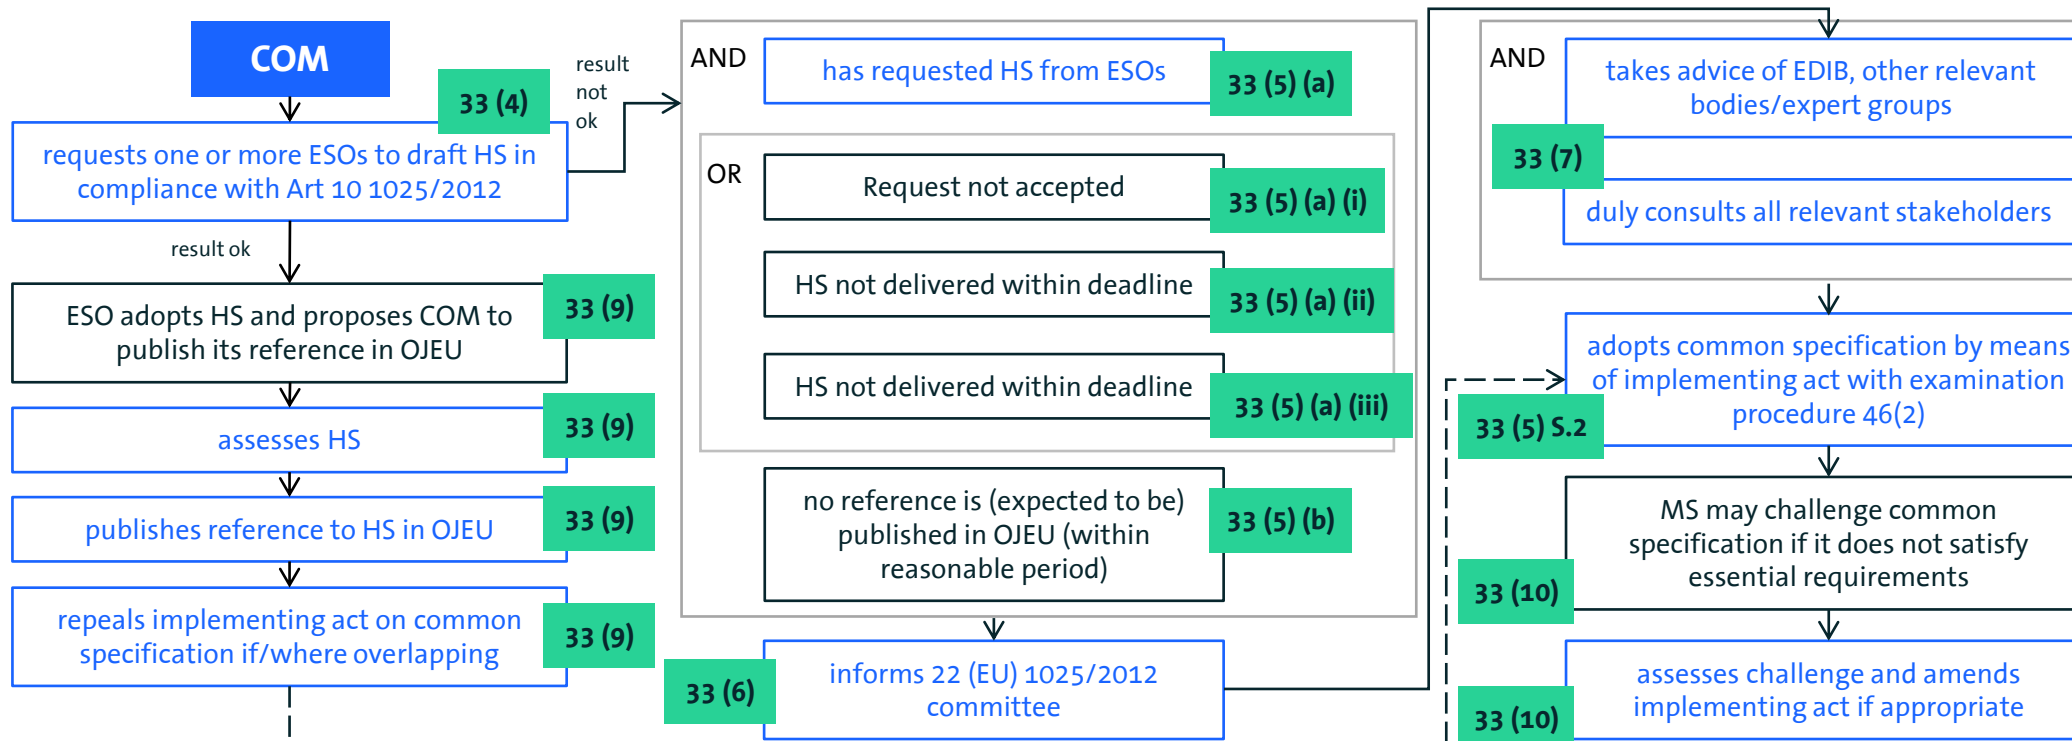 COM
33 (4)
requests one or more ESOs to draft HS in
compliance with Art 10 1025/2012
result
not
ok
result ok
ESO adopts HS and proposes COM to
publish its reference in OJEU
33 (9)
assesses HS
33 (9)
publishes reference to HS in OJEU
33 (9)
repeals implementing act on common
specification if/where overlapping
33 (9)
AND
has requested HS from ESOs
33 (5) (a)
OR
Request not accepted
33 (5) (a) (i)
HS not delivered within deadline
33 (5) (a) (ii)
HS not delivered within deadline
33 (5) (a) (iii)
no reference is (expected to be)
published in OJEU (within
reasonable period)
33 (5) (b)
33 (6)
informs 22 (EU) 1025/2012
committee
AND
takes advice of EDIB, other relevant
bodies/expert groups
33 (7)
duly consults all relevant stakeholders
adopts common specification by means
of implementing act with examination
procedure 46(2)
33 (5) S.2
MS may challenge common
specification if it does not satisfy
essential requirements
33 (10)
assesses challenge and amends
implementing act if appropriate
33 (10)